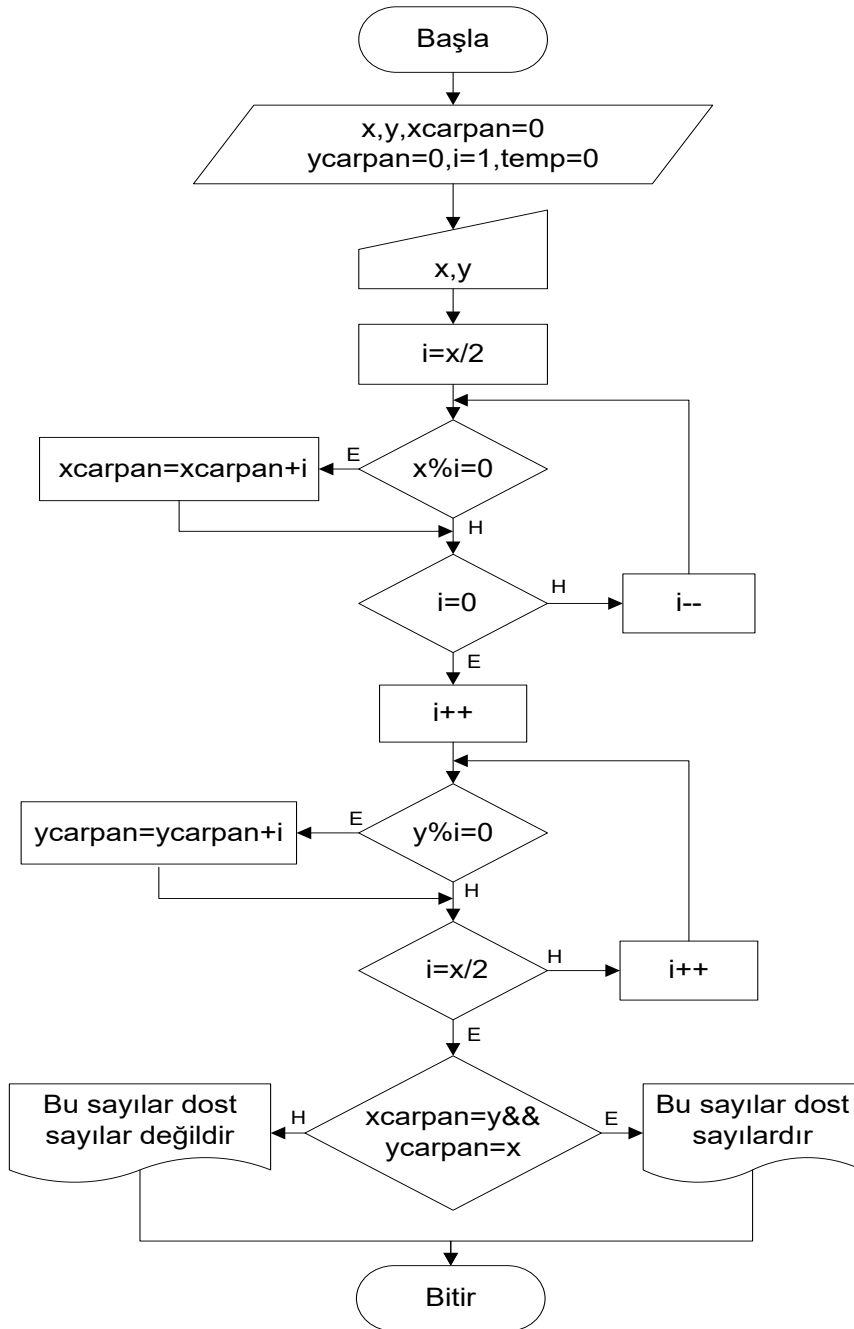 Başla
x,y,xcarpan=0
ycarpan=0,i=1,temp=0
x,y
i=x/2
x%i=0
E
xcarpan=xcarpan+i
H
i=0
H
i--
E
i++
y%i=0
E
ycarpan=ycarpan+i
H
i=x/2
H
i++
E
xcarpan=y&&
ycarpan=x
H
Bu sayılar dost
sayılar değildir
E
Bu sayılar dost
sayılardır
Bitir